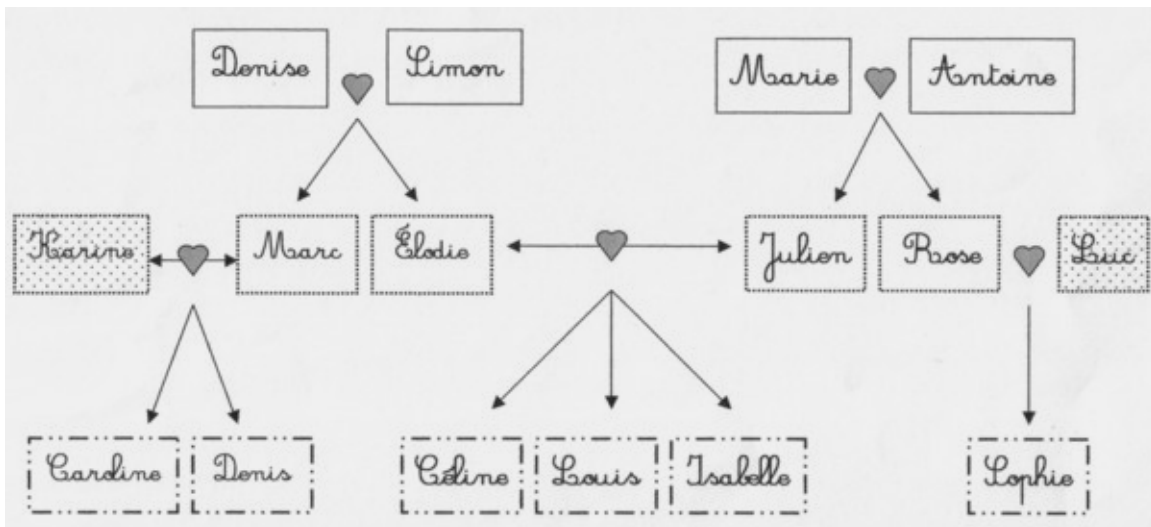 Denise Simon Marie Antoine
Karine Marc Élodie Julien Rose Luc
Caroline Denis Céline Louis Isabelle Sophie